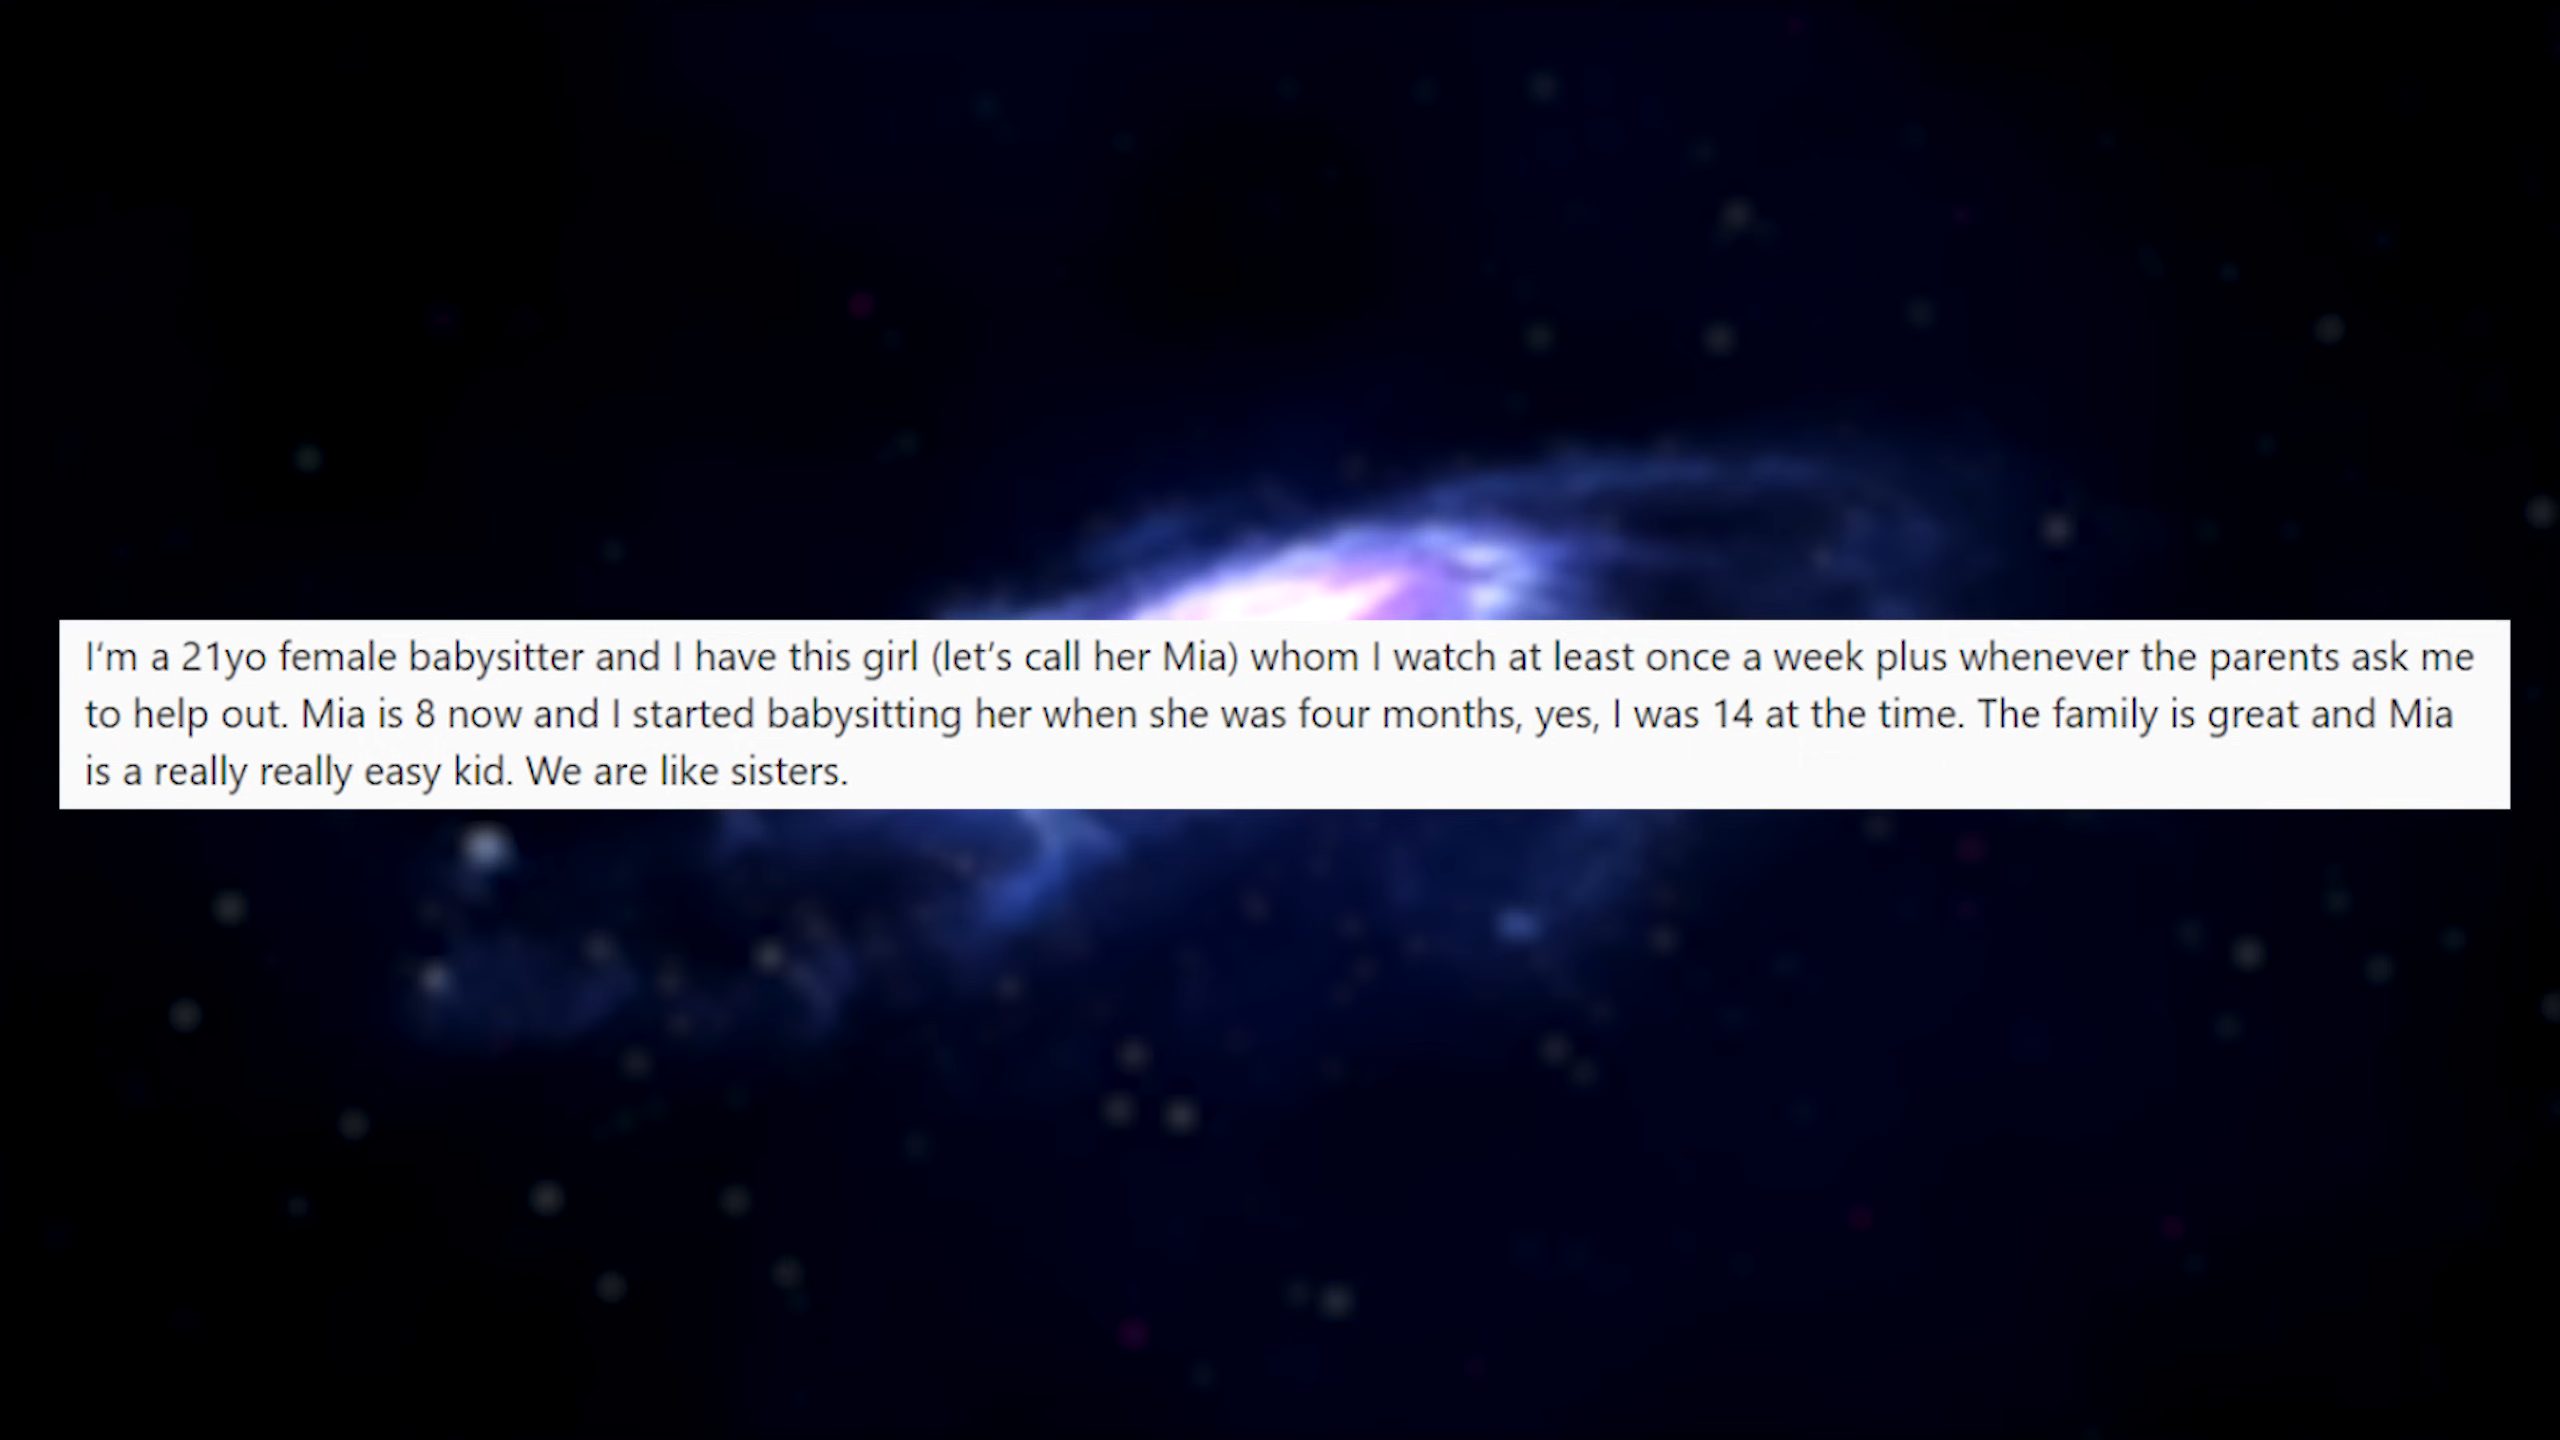 I‘m a 21yo female babysitter and I have this girl (let’s call her Mia) whom I watch at least once a week plus whenever the parents ask me
to help out. Mia is 8 now and I started babysitting her when she was four months, yes, I was 14 at the time. The family is great and Mia
is a really really easy kid. We are like sisters.